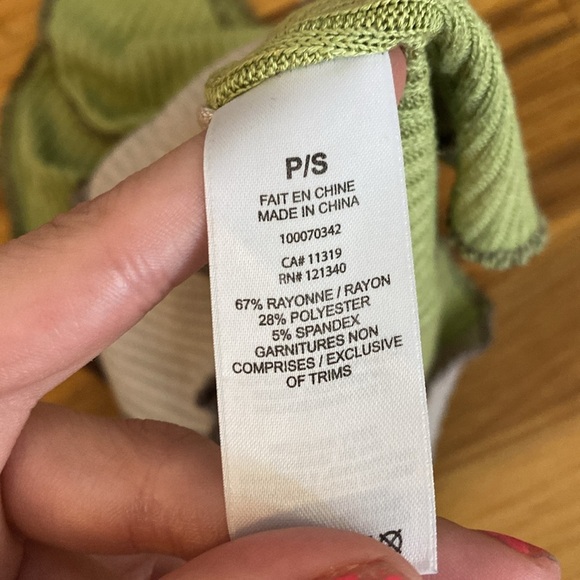 P/S
FAIT EN CHINE
MADE IN CHINA
100070342
CA# 11319
RN# 121340
67% RAYONNE / RAYON
28% POLYESTER
5% SPANDEX
GARNITURES NON
COMPRISES / EXCLUSIVE
OF TRIMS